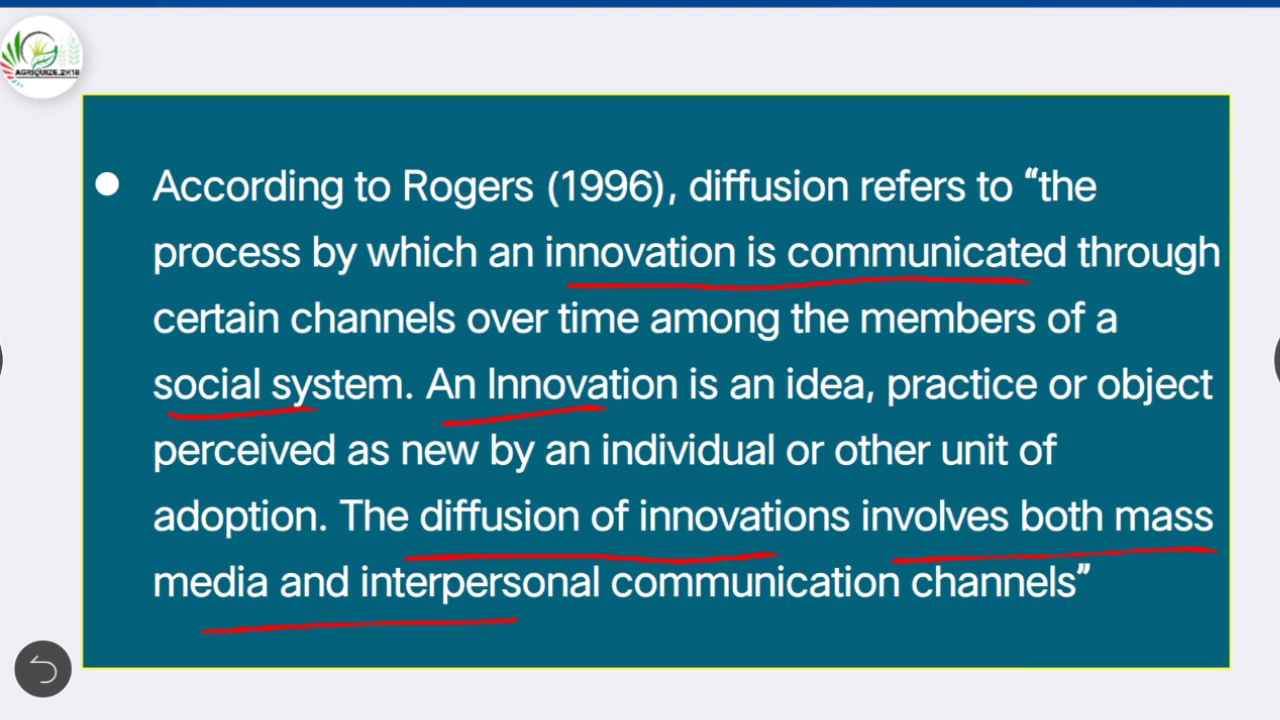 AGRIQUIZE.2K18
● According to Rogers (1996), diffusion refers to “the
process by which an innovation is communicated through
certain channels over time among the members of a
social system. An Innovation is an idea, practice or object
perceived as new by an individual or other unit of
adoption. The diffusion of innovations involves both mass
media and interpersonal communication channels”